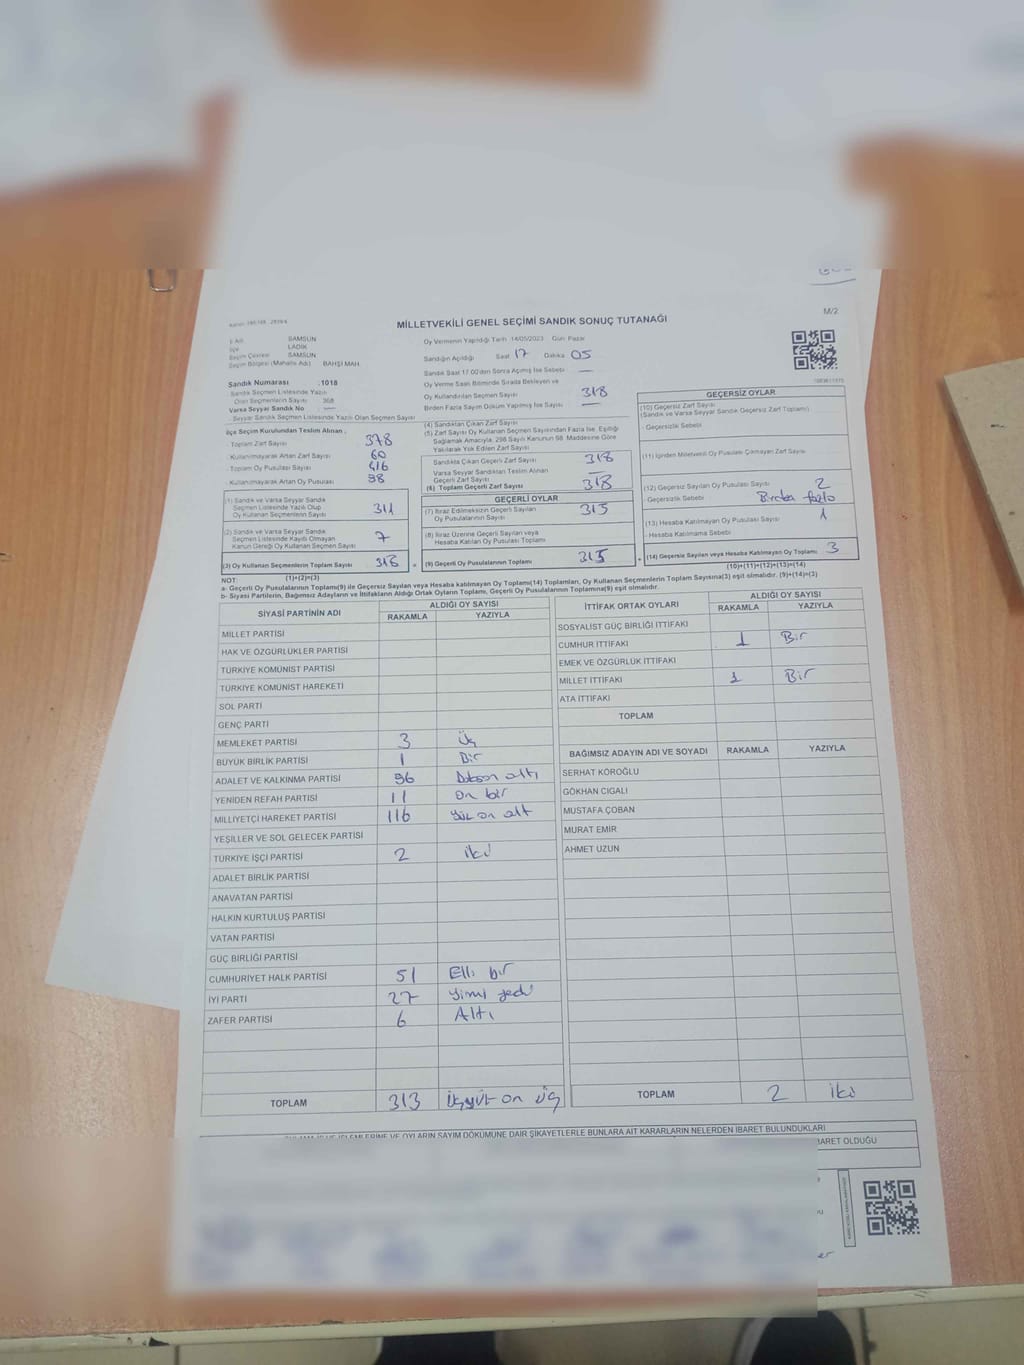 MİLLETVEKİLİ GENEL SEÇİMİ SANDIK SONUÇ TUTANAĞI
M/2
SAMSUN
LADİK
Seçim Çevresi SAMSUN
Seçim Bölgesi (Mahalle Adı) BAHŞİ MAH.
Sandık Numarası : 1018
Sandık Seçmen Listesinde Yazılı
Olan Seçmenlerin Sayısı : 368
Varsa Seyyar Sandık No —
Seyyar Sandık Seçmen Listesinde Yazılı Olan Seçmen Sayısı
Oy Vermenin Yapıldığı Tarih 14/05/2023 Gün: Pazar
Sandığın Açıldığı Saat 17 Dakika 05
Sandık Saat 17:00'den Sonra Açılmış İse Sebebi —
Oy Verme Saati Bitiminde Sırada Bekleyen ve
Oy Kullandırılan Seçmen Sayısı 318
Birden Fazla Sayım Döküm Yapılmış İse Sayısı —
İlçe Seçim Kurulundan Teslim Alınan ;
- Toplam Zarf Sayısı 378
- Kullanılmayarak Artan Zarf Sayısı 60
- Toplam Oy Pusulası Sayısı 416
- Kullanılmayarak Artan Oy Pusulası 98
(1) Sandık ve Varsa Seyyar Sandık
Seçmen Listesinde Yazılı Olup
Oy Kullanan Seçmenlerin Sayısı 311
(2) Sandık ve Varsa Seyyar Sandık
Seçmen Listesinde Kaydı Olmayan
Kanun Gereği Oy Kullanan Seçmen Sayısı 7
(3) Oy Kullanan Seçmenlerin Toplam Sayısı 318
(1)+(2)=(3)
(4) Sandıktan Çıkan Zarf Sayısı
(5) Zarf Sayısı Oy Kullanan Seçmen Sayısından Fazla İse, Eşitliği
Sağlamak Amacıyla, 298 Sayılı Kanunun 98. Maddesine Göre
Yakılarak Yok Edilen Zarf Sayısı
Sandıkta Çıkan Geçerli Zarf Sayısı 318
Varsa Seyyar Sandıktan Teslim Alınan
Geçerli Zarf Sayısı —
(6) Toplam Geçerli Zarf Sayısı 318
GEÇERLİ OYLAR
(7) İtiraz Edilmeksizin Geçerli Sayılan
Oy Pusulalarının Sayısı 315
(8) İtiraz Üzerine Geçerli Sayılan veya
Hesaba Katılan Oy Pusulası Toplamı
(9) Geçerli Oy Pusulalarının Toplamı 315
GEÇERSİZ OYLAR
(10) Geçersiz Zarf Sayısı
(Sandık ve Varsa Seyyar Sandık Geçersiz Zarf Toplamı)
- Geçersizlik Sebebi
(11) İçinden Milletvekili Oy Pusulası Çıkmayan Zarf Sayısı
(12) Geçersiz Sayılan Oy Pusulası Sayısı 2
- Geçersizlik Sebebi fazla
(13) Hesaba Katılmayan Oy Pusulası Sayısı 1
- Hesaba Katılmama Sebebi
(14) Geçersiz Sayılan veya Hesaba Katılmayan Oy Toplamı 3
(10)+(11)+(12)+(13)=(14)
NOT:
a- Geçerli Oy Pusulalarının Toplamı(9) ile Geçersiz Sayılan veya Hesaba katılmayan Oy Toplamı(14) Toplamları, Oy Kullanan Seçmenlerin Toplam Sayısına(3) eşit olmalıdır. (9)+(14)=(3)
b- Siyasi Partilerin, Bağımsız Adayların ve İttifakların Aldığı Ortak Oyların Toplamı, Geçerli Oy Pusulalarının Toplamına(9) eşit olmalıdır.
SİYASİ PARTİNİN ADI ALDIĞI OY SAYISI
RAKAMLA YAZIYLA
MİLLET PARTİSİ
HAK VE ÖZGÜRLÜKLER PARTİSİ
TÜRKİYE KOMÜNİST PARTİSİ
TÜRKİYE KOMÜNİST HAREKETİ
SOL PARTİ
GENÇ PARTİ
MEMLEKET PARTİSİ 3 Üç
BÜYÜK BİRLİK PARTİSİ 1 Bir
ADALET VE KALKINMA PARTİSİ 96 Doksan altı
YENİDEN REFAH PARTİSİ 11 on bir
MİLLİYETÇİ HAREKET PARTİSİ 116 yüz on altı
YEŞİLLER VE SOL GELECEK PARTİSİ
TÜRKİYE İŞÇİ PARTİSİ 2 iki
ADALET BİRLİK PARTİSİ
ANAVATAN PARTİSİ
HALKIN KURTULUŞ PARTİSİ
VATAN PARTİSİ
GÜÇ BİRLİĞİ PARTİSİ
CUMHURİYET HALK PARTİSİ 51 Elli bir
İYİ PARTİ 27 yirmi yedi
ZAFER PARTİSİ 6 Altı
TOPLAM 313 üçyüz on üç
İTTİFAK ORTAK OYLARI ALDIĞI OY SAYISI
RAKAMLA YAZIYLA
SOSYALİST GÜÇ BİRLİĞİ İTTİFAKI
CUMHUR İTTİFAKI 1 Bir
EMEK VE ÖZGÜRLÜK İTTİFAKI
MİLLET İTTİFAKI 1 Bir
ATA İTTİFAKI
TOPLAM
BAĞIMSIZ ADAYIN ADI VE SOYADI RAKAMLA YAZIYLA
SERHAT KÖROĞLU
GÖKHAN CIGALI
MUSTAFA ÇOBAN
MURAT EMİR
AHMET UZUN
TOPLAM 2 iki
OYLARIN SAYIM DÖKÜMÜNE DAİR ŞİKAYETLERLE BUNLARA AİT KARARLARIN NELERDEN İBARET BULUNDUKLARI
İBARET OLDUĞU